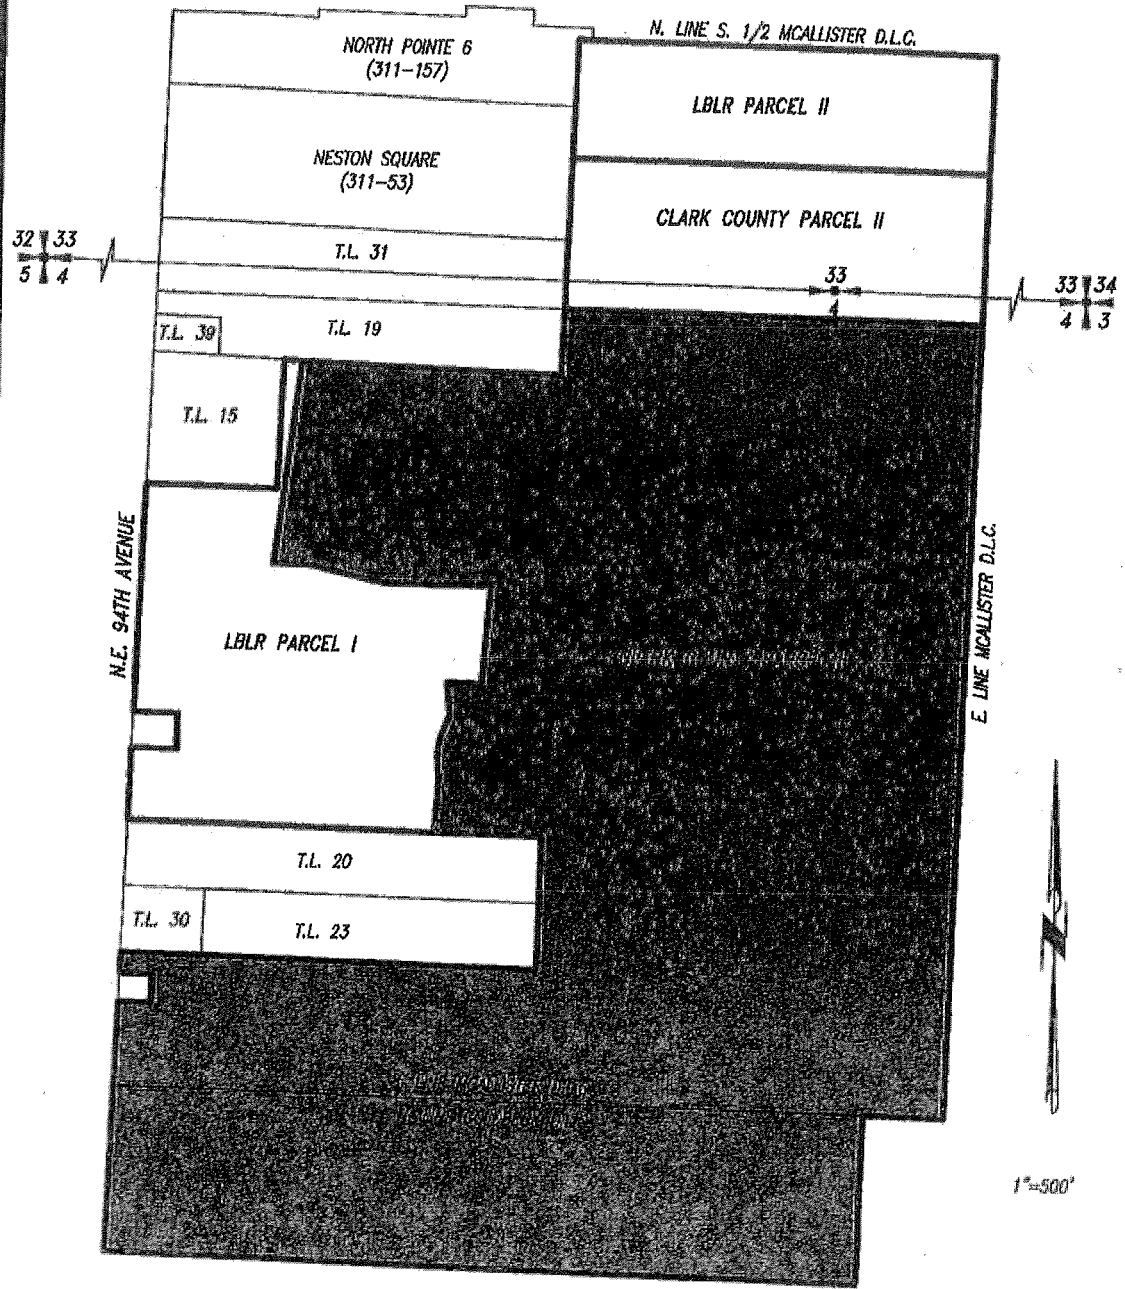 N. LINE S. 1/2 MCALLISTER D.L.C.
NORTH POINTE 6
(311-157)
LBLR PARCEL II
NESTON SQUARE
(311-53)
CLARK COUNTY PARCEL II
32 33
5 4
T.L. 31
33
4
33 34
4 3
T.L. 39
T.L. 19
T.L. 15
N.E. 94TH AVENUE
E. LINE MCALLISTER D.L.C.
LBLR PARCEL I
T.L. 20
T.L. 30
T.L. 23
1"=500'